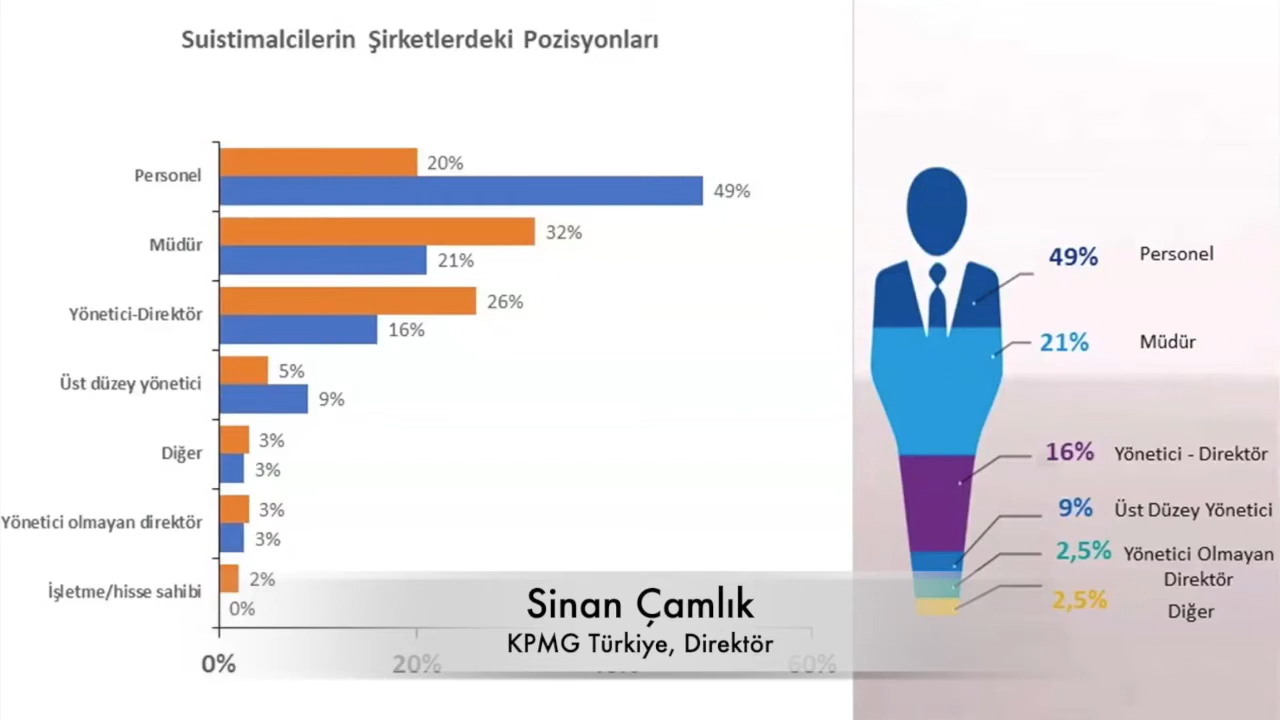 Suistimalcilerin Şirketlerdeki Pozisyonları
Personel
20%
49%
Müdür
32%
21%
Yönetici-Direktör
26%
16%
Üst düzey yönetici
5%
9%
Diğer
3%
3%
Yönetici olmayan direktör
3%
3%
İşletme/hisse sahibi
2%
0%
0%
20%
60%
49% Personel
21% Müdür
16% Yönetici - Direktör
9% Üst Düzey Yönetici
2,5% Yönetici Olmayan
Direktör
2,5% Diğer
Sinan Çamlık
KPMG Türkiye, Direktör